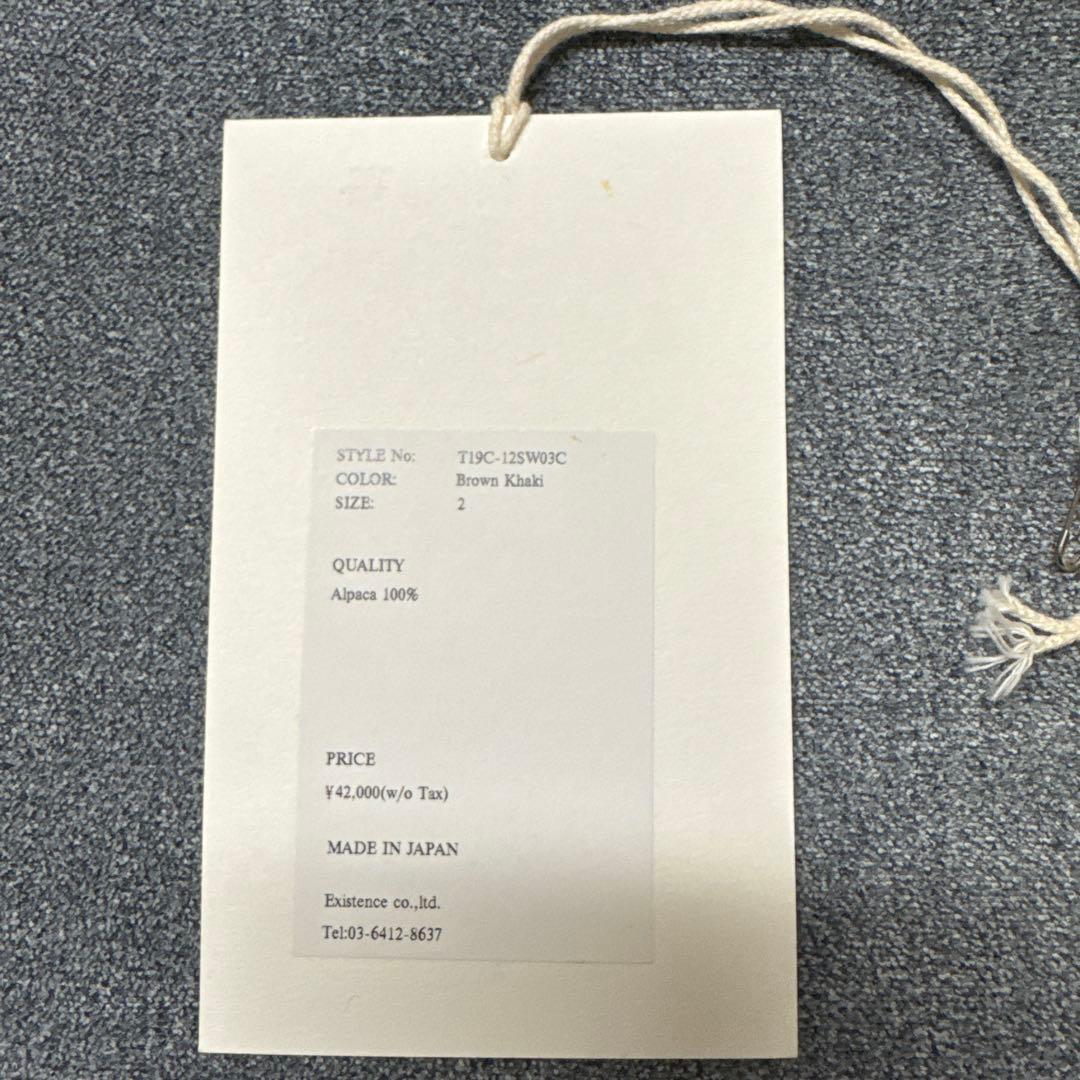 STYLE No: T19C-12SW03C
COLOR: Brown Khaki
SIZE: 2
QUALITY
Alpaca 100%
PRICE
¥42,000(w/o Tax)
MADE IN JAPAN
Existence co.,ltd.
Tel:03-6412-8637